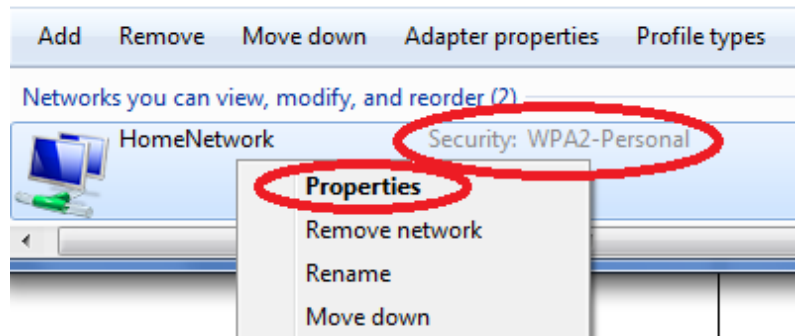 Add Remove Move down Adapter properties Profile types
Networks you can view, modify, and reorder (2)
HomeNetwork Security: WPA2-Personal
Properties
Remove network
Rename
Move down